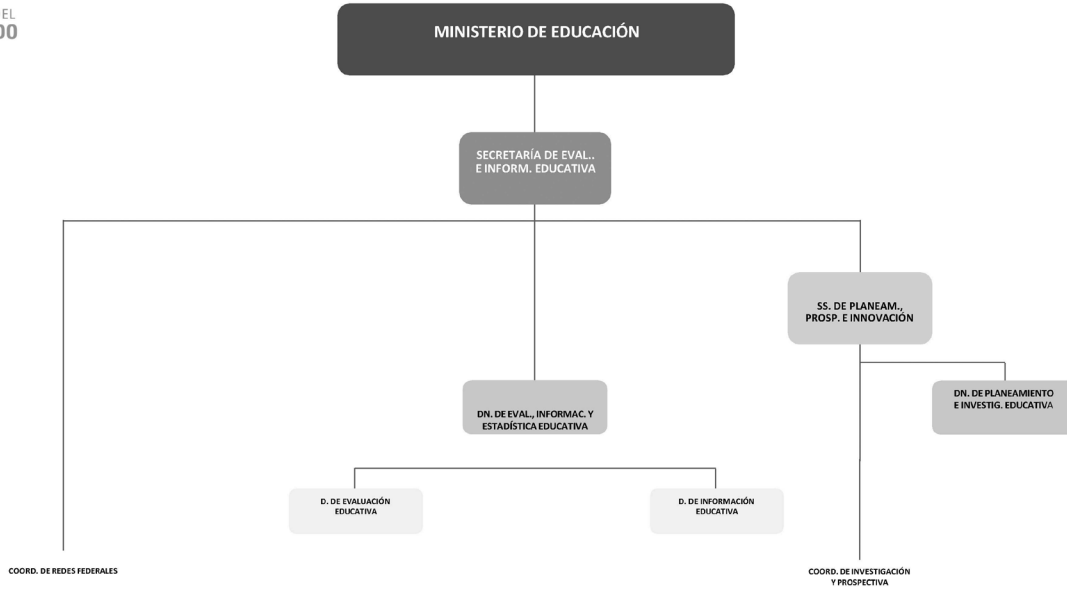 EL
00
MINISTERIO DE EDUCACIÓN
SECRETARÍA DE EVAL..
E INFORM. EDUCATIVA
SS. DE PLANEAM.,
PROSP. E INNOVACIÓN
DN. DE PLANEAMIENTO
E INVESTIG. EDUCATIVA
DN. DE EVAL., INFORMAC. Y
ESTADÍSTICA EDUCATIVA
D. DE EVALUACIÓN
EDUCATIVA
D. DE INFORMACIÓN
EDUCATIVA
COORD. DE REDES FEDERALES
COORD. DE INVESTIGACIÓN
Y PROSPECTIVA